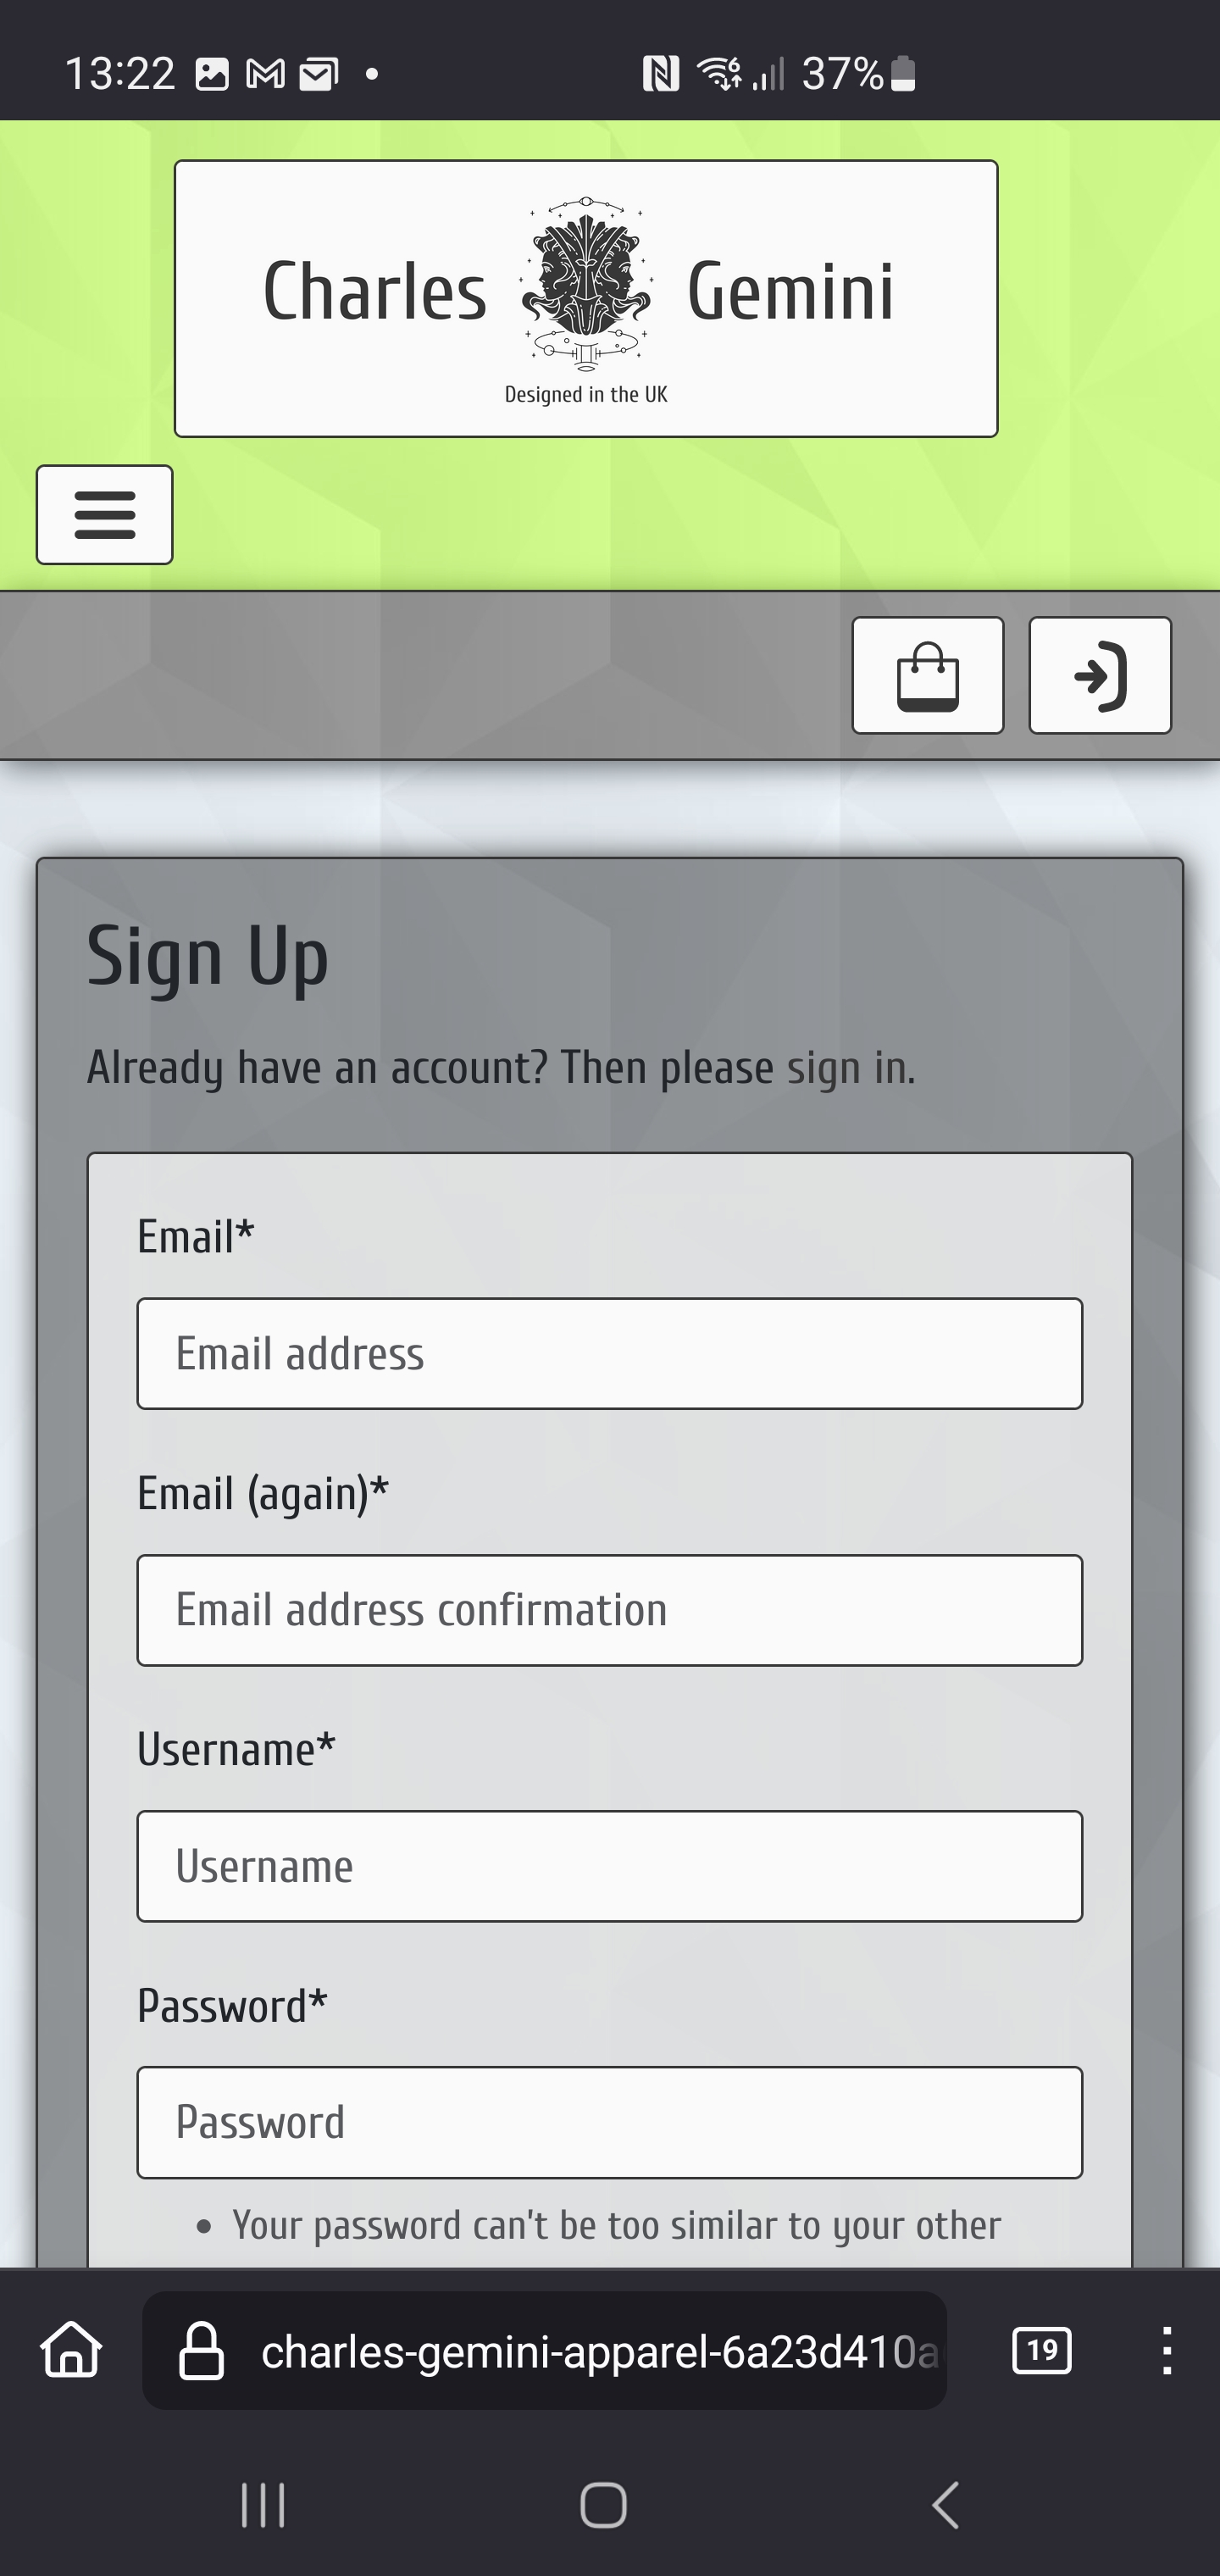 13:22
6 37%
Charles Gemini
Designed in the UK
Sign Up
Already have an account? Then please sign in.
Email*
Email address
Email (again)*
Email address confirmation
Username*
Username
Password*
Password
• Your password can't be too similar to your other
charles-gemini-apparel-6a23d410a
19